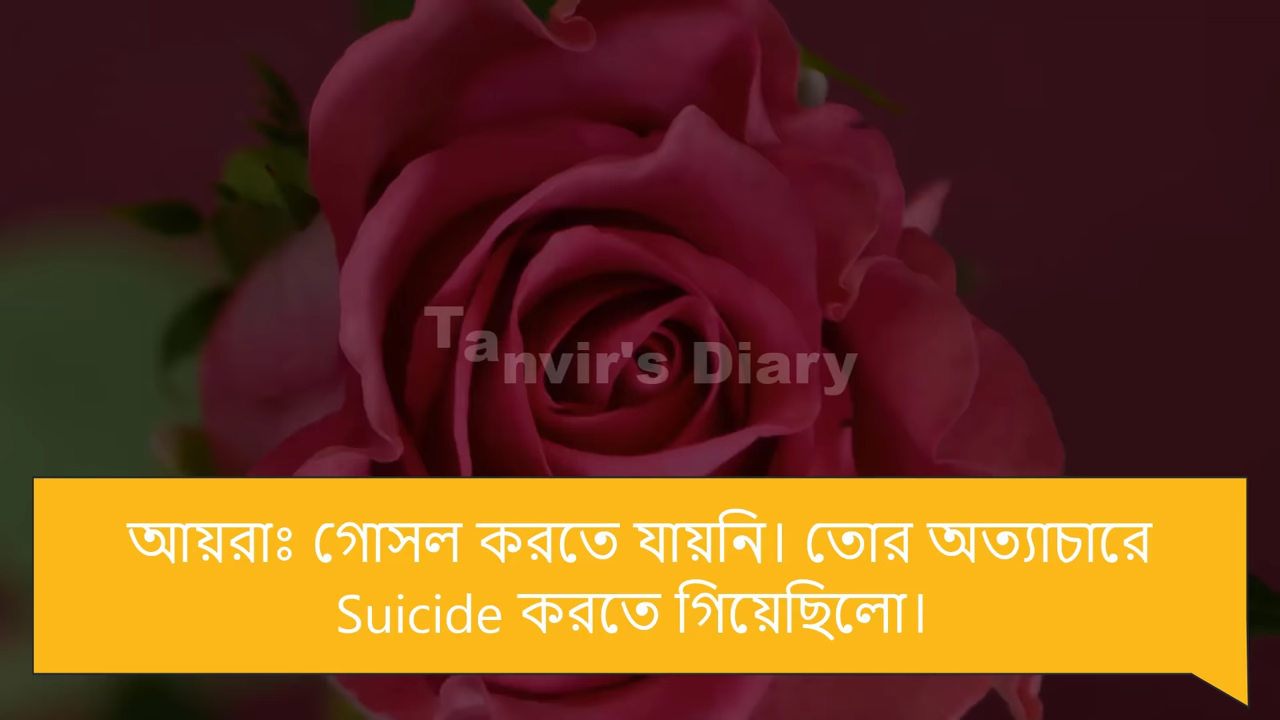 Tanvir's Diary
আয়রাঃ গোসল করতে যায়নি। তোর অত্যাচারে
Suicide করতে গিয়েছিলো।